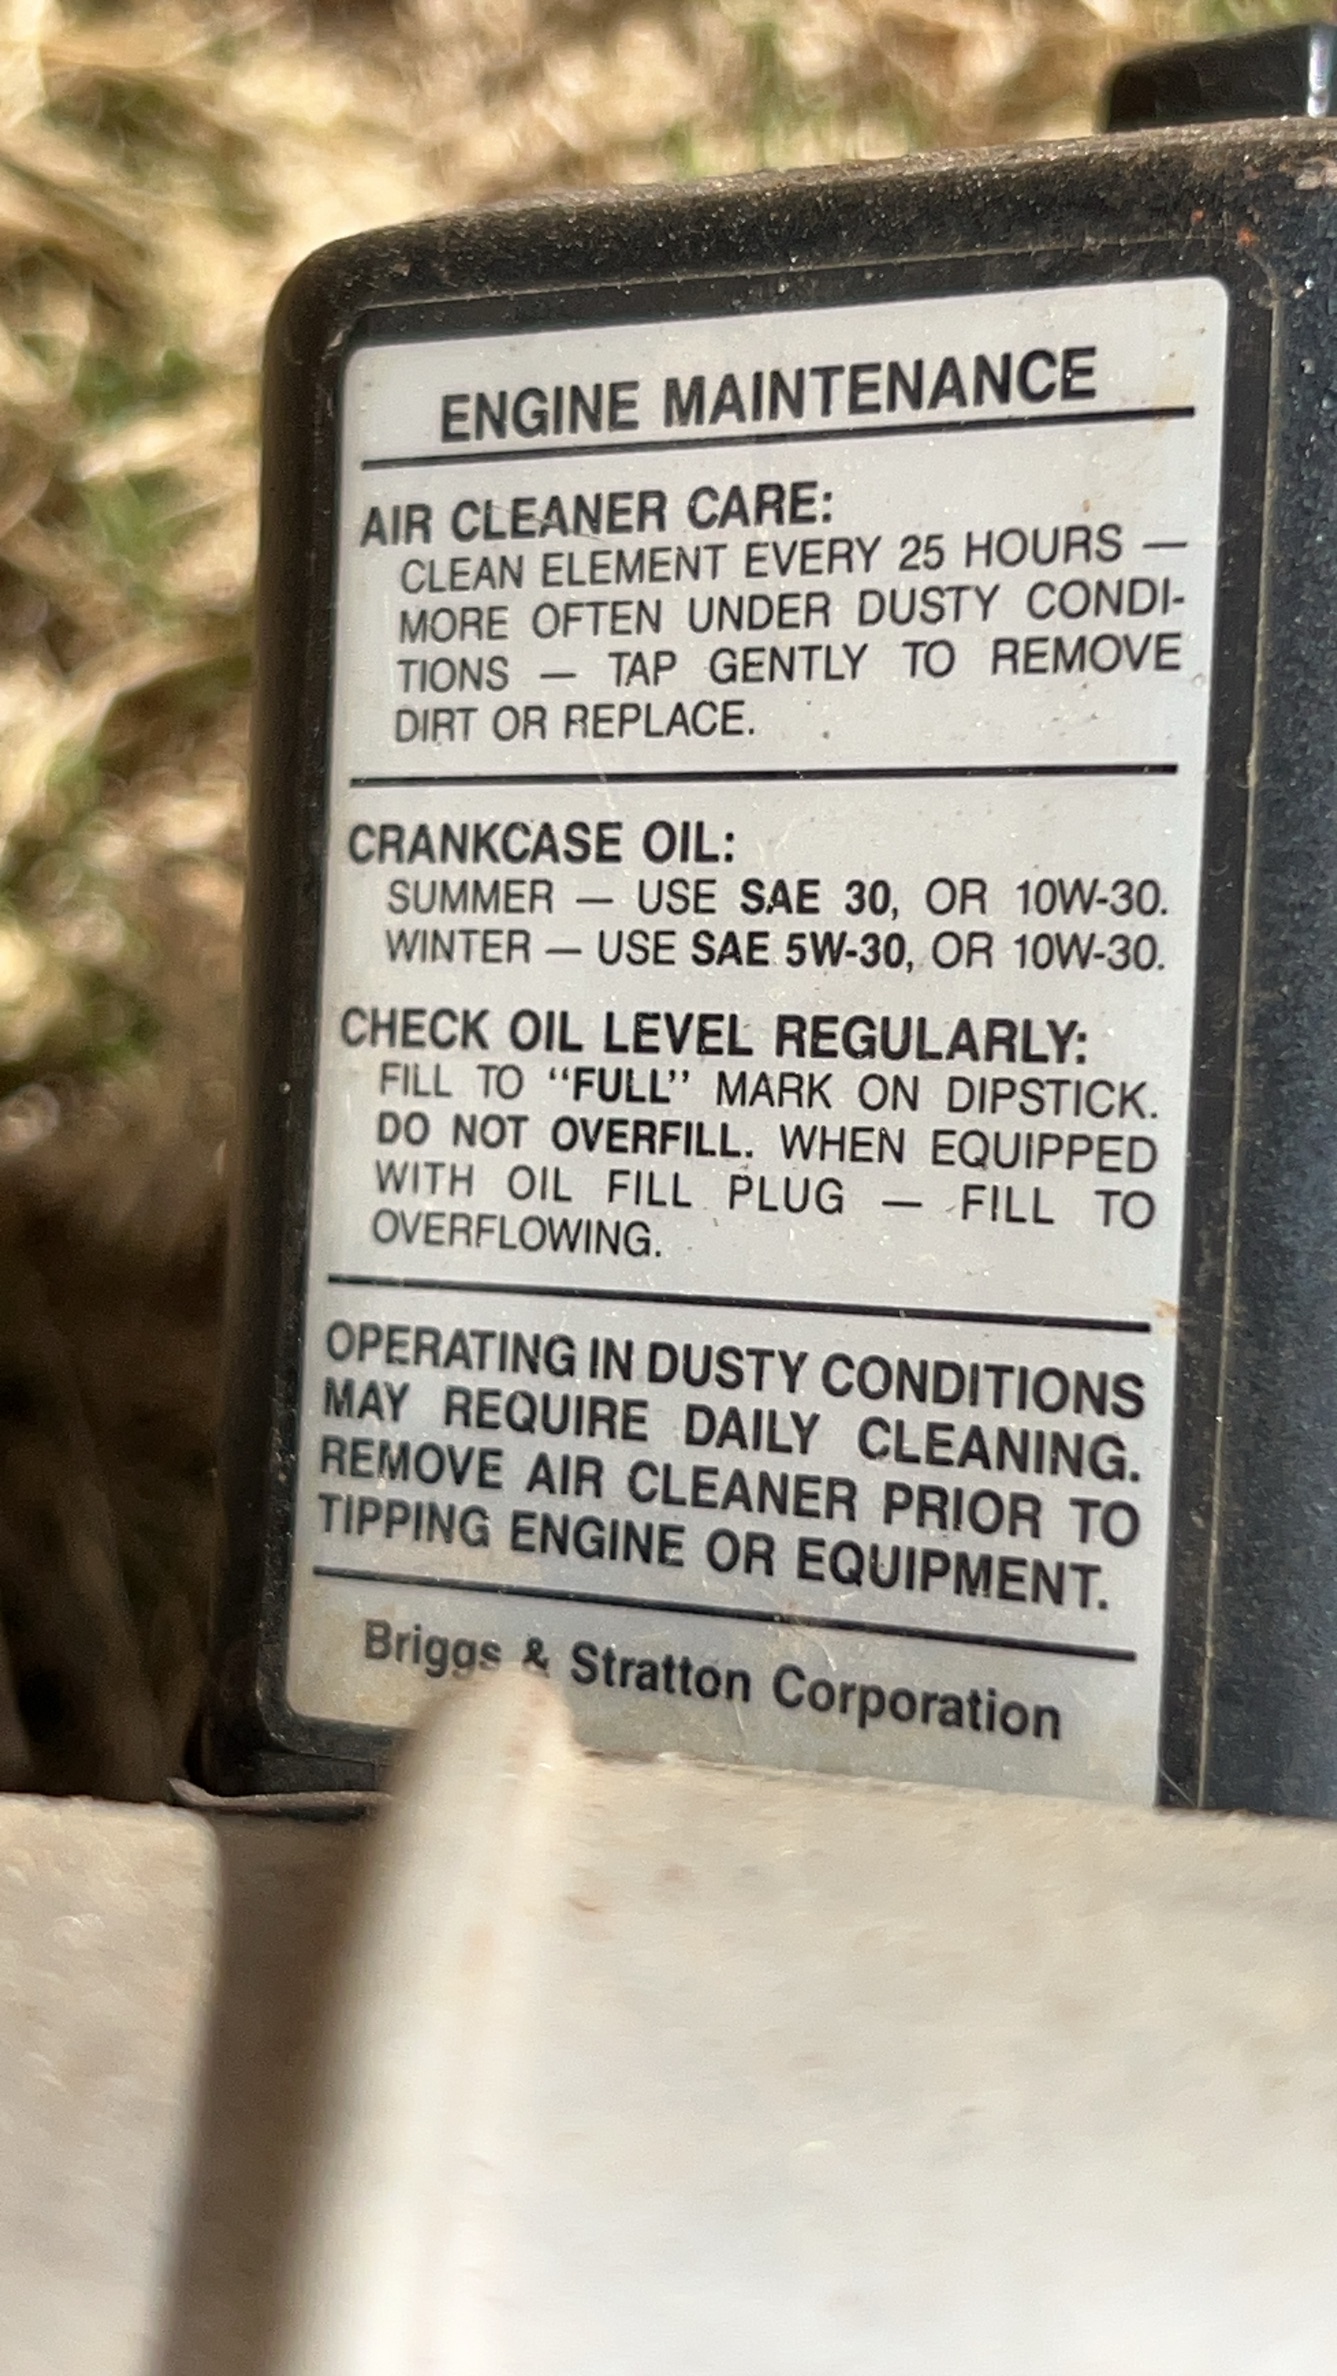 ENGINE MAINTENANCE
AIR CLEANER CARE:
CLEAN ELEMENT EVERY 25 HOURS —
MORE OFTEN UNDER DUSTY CONDI-
TIONS — TAP GENTLY TO REMOVE
DIRT OR REPLACE.
CRANKCASE OIL:
SUMMER — USE SAE 30, OR 10W-30.
WINTER — USE SAE 5W-30, OR 10W-30.
CHECK OIL LEVEL REGULARLY:
FILL TO “FULL” MARK ON DIPSTICK.
DO NOT OVERFILL. WHEN EQUIPPED
WITH OIL FILL PLUG — FILL TO
OVERFLOWING.
OPERATING IN DUSTY CONDITIONS
MAY REQUIRE DAILY CLEANING.
REMOVE AIR CLEANER PRIOR TO
TIPPING ENGINE OR EQUIPMENT.
Briggs & Stratton Corporation